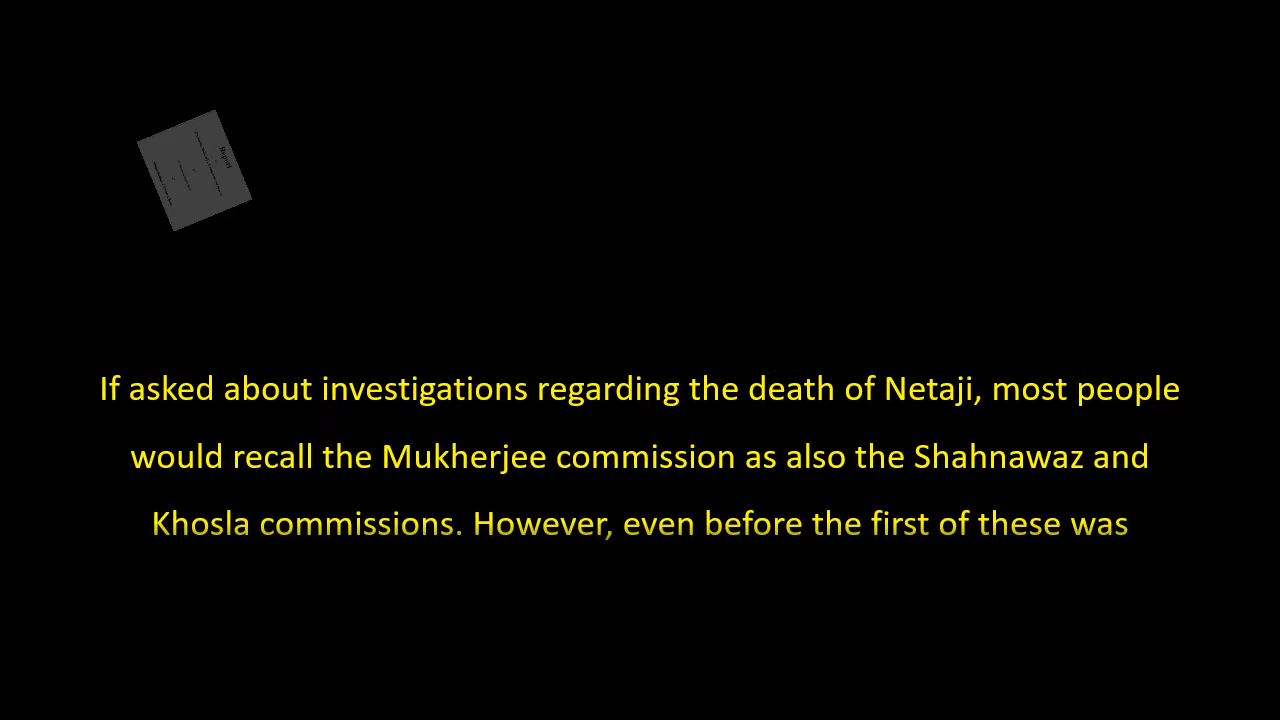 Report
If asked about investigations regarding the death of Netaji, most people
would recall the Mukherjee commission as also the Shahnawaz and
Khosla commissions. However, even before the first of these was